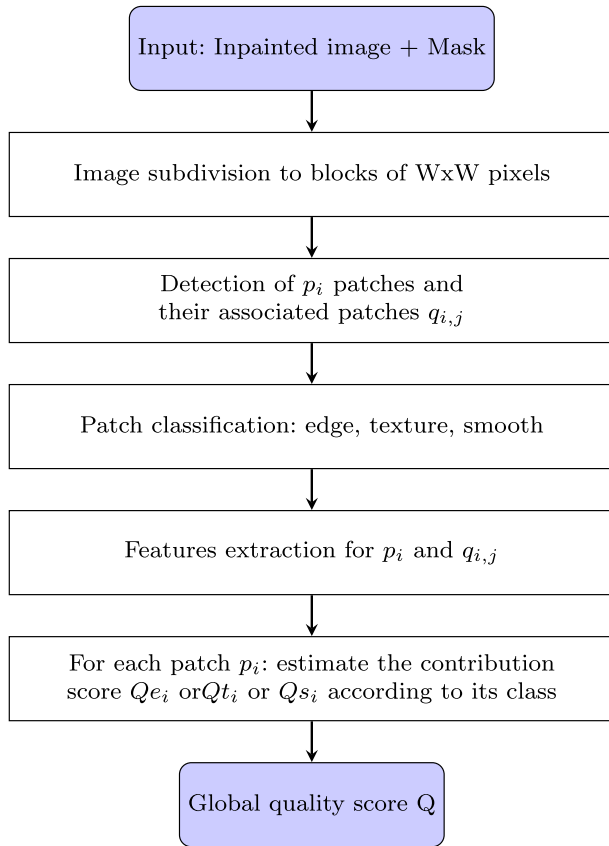 Input: Inpainted image + Mask
Image subdivision to blocks of WxW pixels
Detection of $p_i$ patches and
their associated patches $q_{i,j}$
Patch classification: edge, texture, smooth
Features extraction for $p_i$ and $q_{i,j}$
For each patch $p_i$: estimate the contribution
score $Qe_i$ or$Qt_i$ or $Qs_i$ according to its class
Global quality score Q